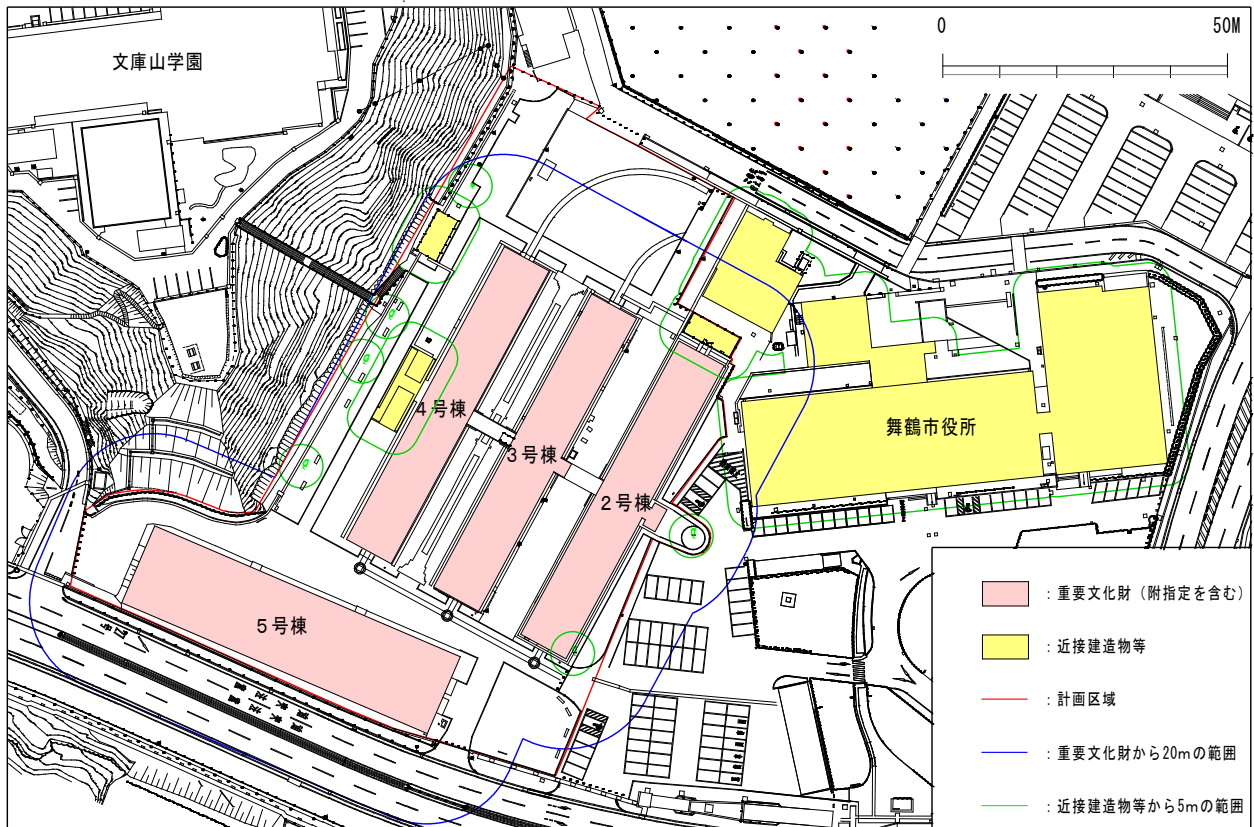 0 50M
文庫山学園
4号棟
3号棟
舞鶴市役所
2号棟
5号棟
：重要文化財（附指定を含む）
：近接建造物等
：計画区域
：重要文化財から20mの範囲
：近接建造物等から5mの範囲